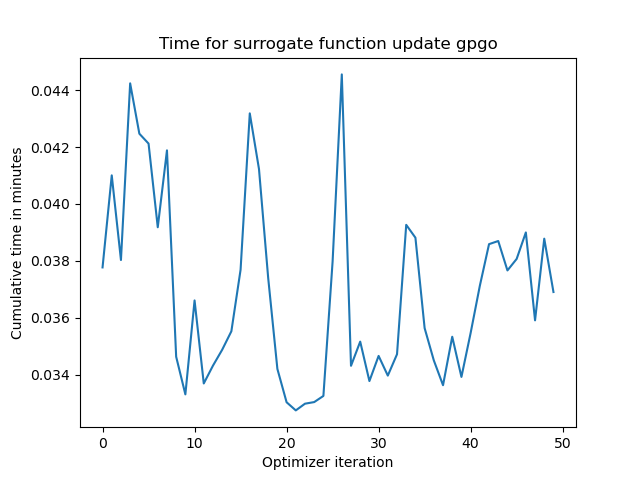 Time for surrogate function update gpgo
Cumulative time in minutes
0.044
0.042
0.040
0.038
0.036
0.034
0 10 20 30 40 50
Optimizer iteration